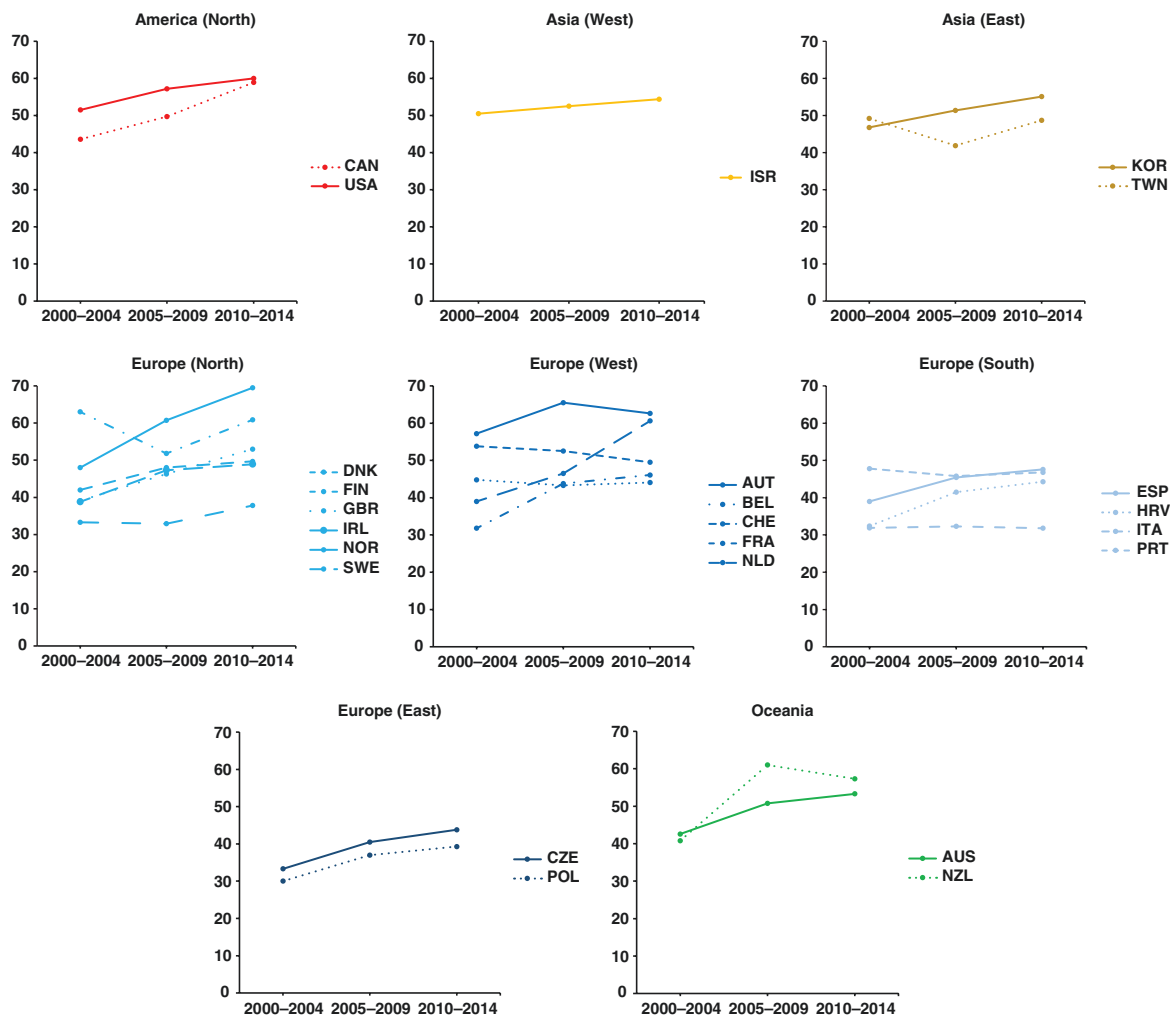 America (North)
70
60
50
40
30
20
10
0
2000–2004 2005–2009 2010–2014
CAN
USA
Asia (West)
70
60
50
40
30
20
10
0
2000–2004 2005–2009 2010–2014
ISR
Asia (East)
70
60
50
40
30
20
10
0
2000–2004 2005–2009 2010–2014
KOR
TWN
Europe (North)
70
60
50
40
30
20
10
0
2000–2004 2005–2009 2010–2014
DNK
FIN
GBR
IRL
NOR
SWE
Europe (West)
70
60
50
40
30
20
10
0
2000–2004 2005–2009 2010–2014
AUT
BEL
CHE
FRA
NLD
Europe (South)
70
60
50
40
30
20
10
0
2000–2004 2005–2009 2010–2014
ESP
HRV
ITA
PRT
Europe (East)
70
60
50
40
30
20
10
0
2000–2004 2005–2009 2010–2014
CZE
POL
Oceania
70
60
50
40
30
20
10
0
2000–2004 2005–2009 2010–2014
AUS
NZL